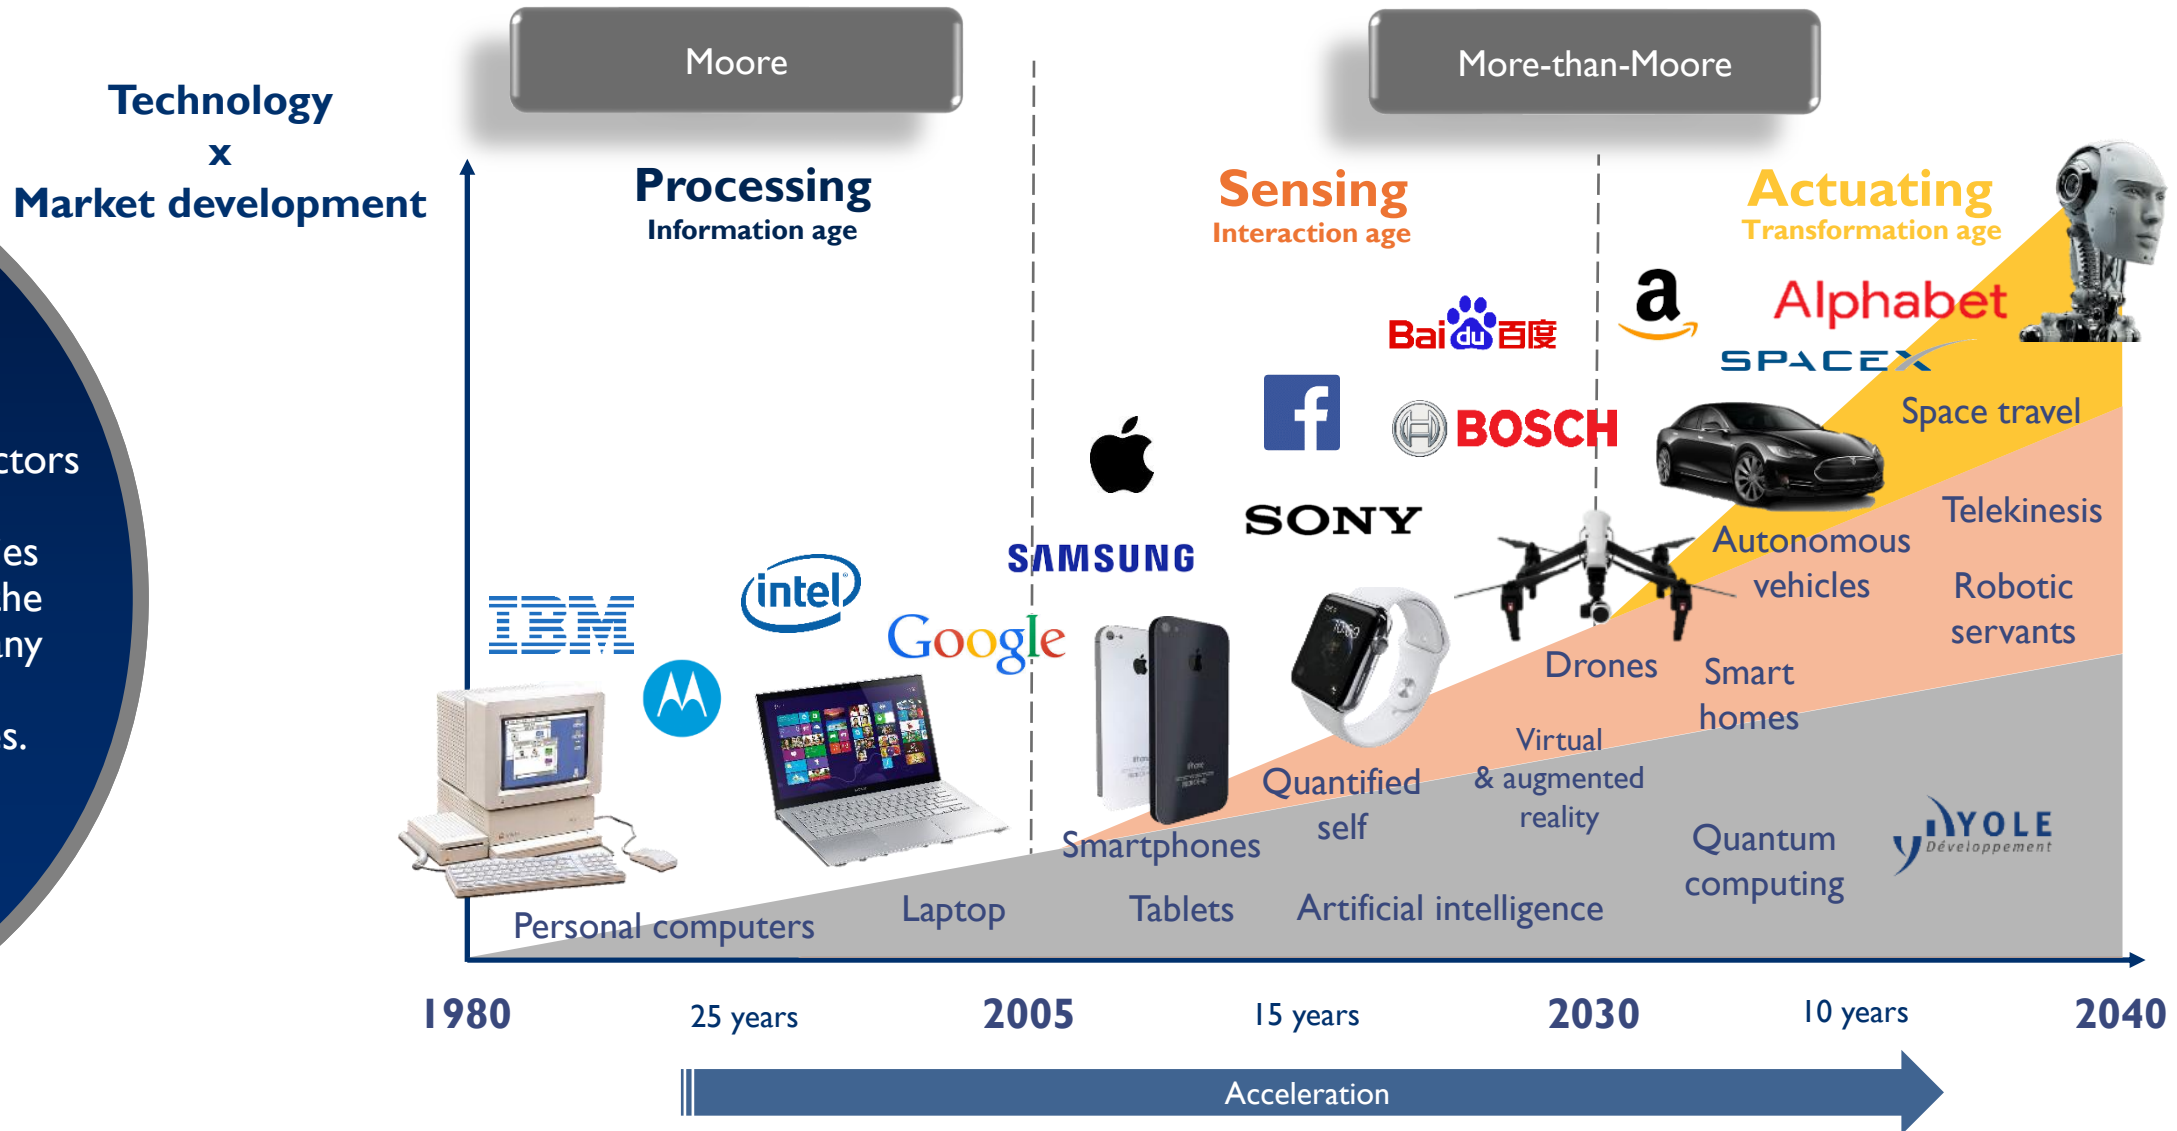 Moore
More-than-Moore
Technology
x
Market development
Processing
Information age
Sensing
Interaction age
Actuating
Transformation age
Baidu百度
a
Alphabet
SPACEX
f
BOSCH
SONY
SAMSUNG
intel
IBM
Google
Space travel
Telekinesis
Autonomous
vehicles
Robotic
servants
Drones
Smart
homes
Virtual
& augmented
reality
Quantified
self
Smartphones
Quantum
computing
YOLE
Développement
Personal computers
Laptop
Tablets
Artificial intelligence
ctors
es
he
any
s.
1980
25 years
2005
15 years
2030
10 years
2040
Acceleration